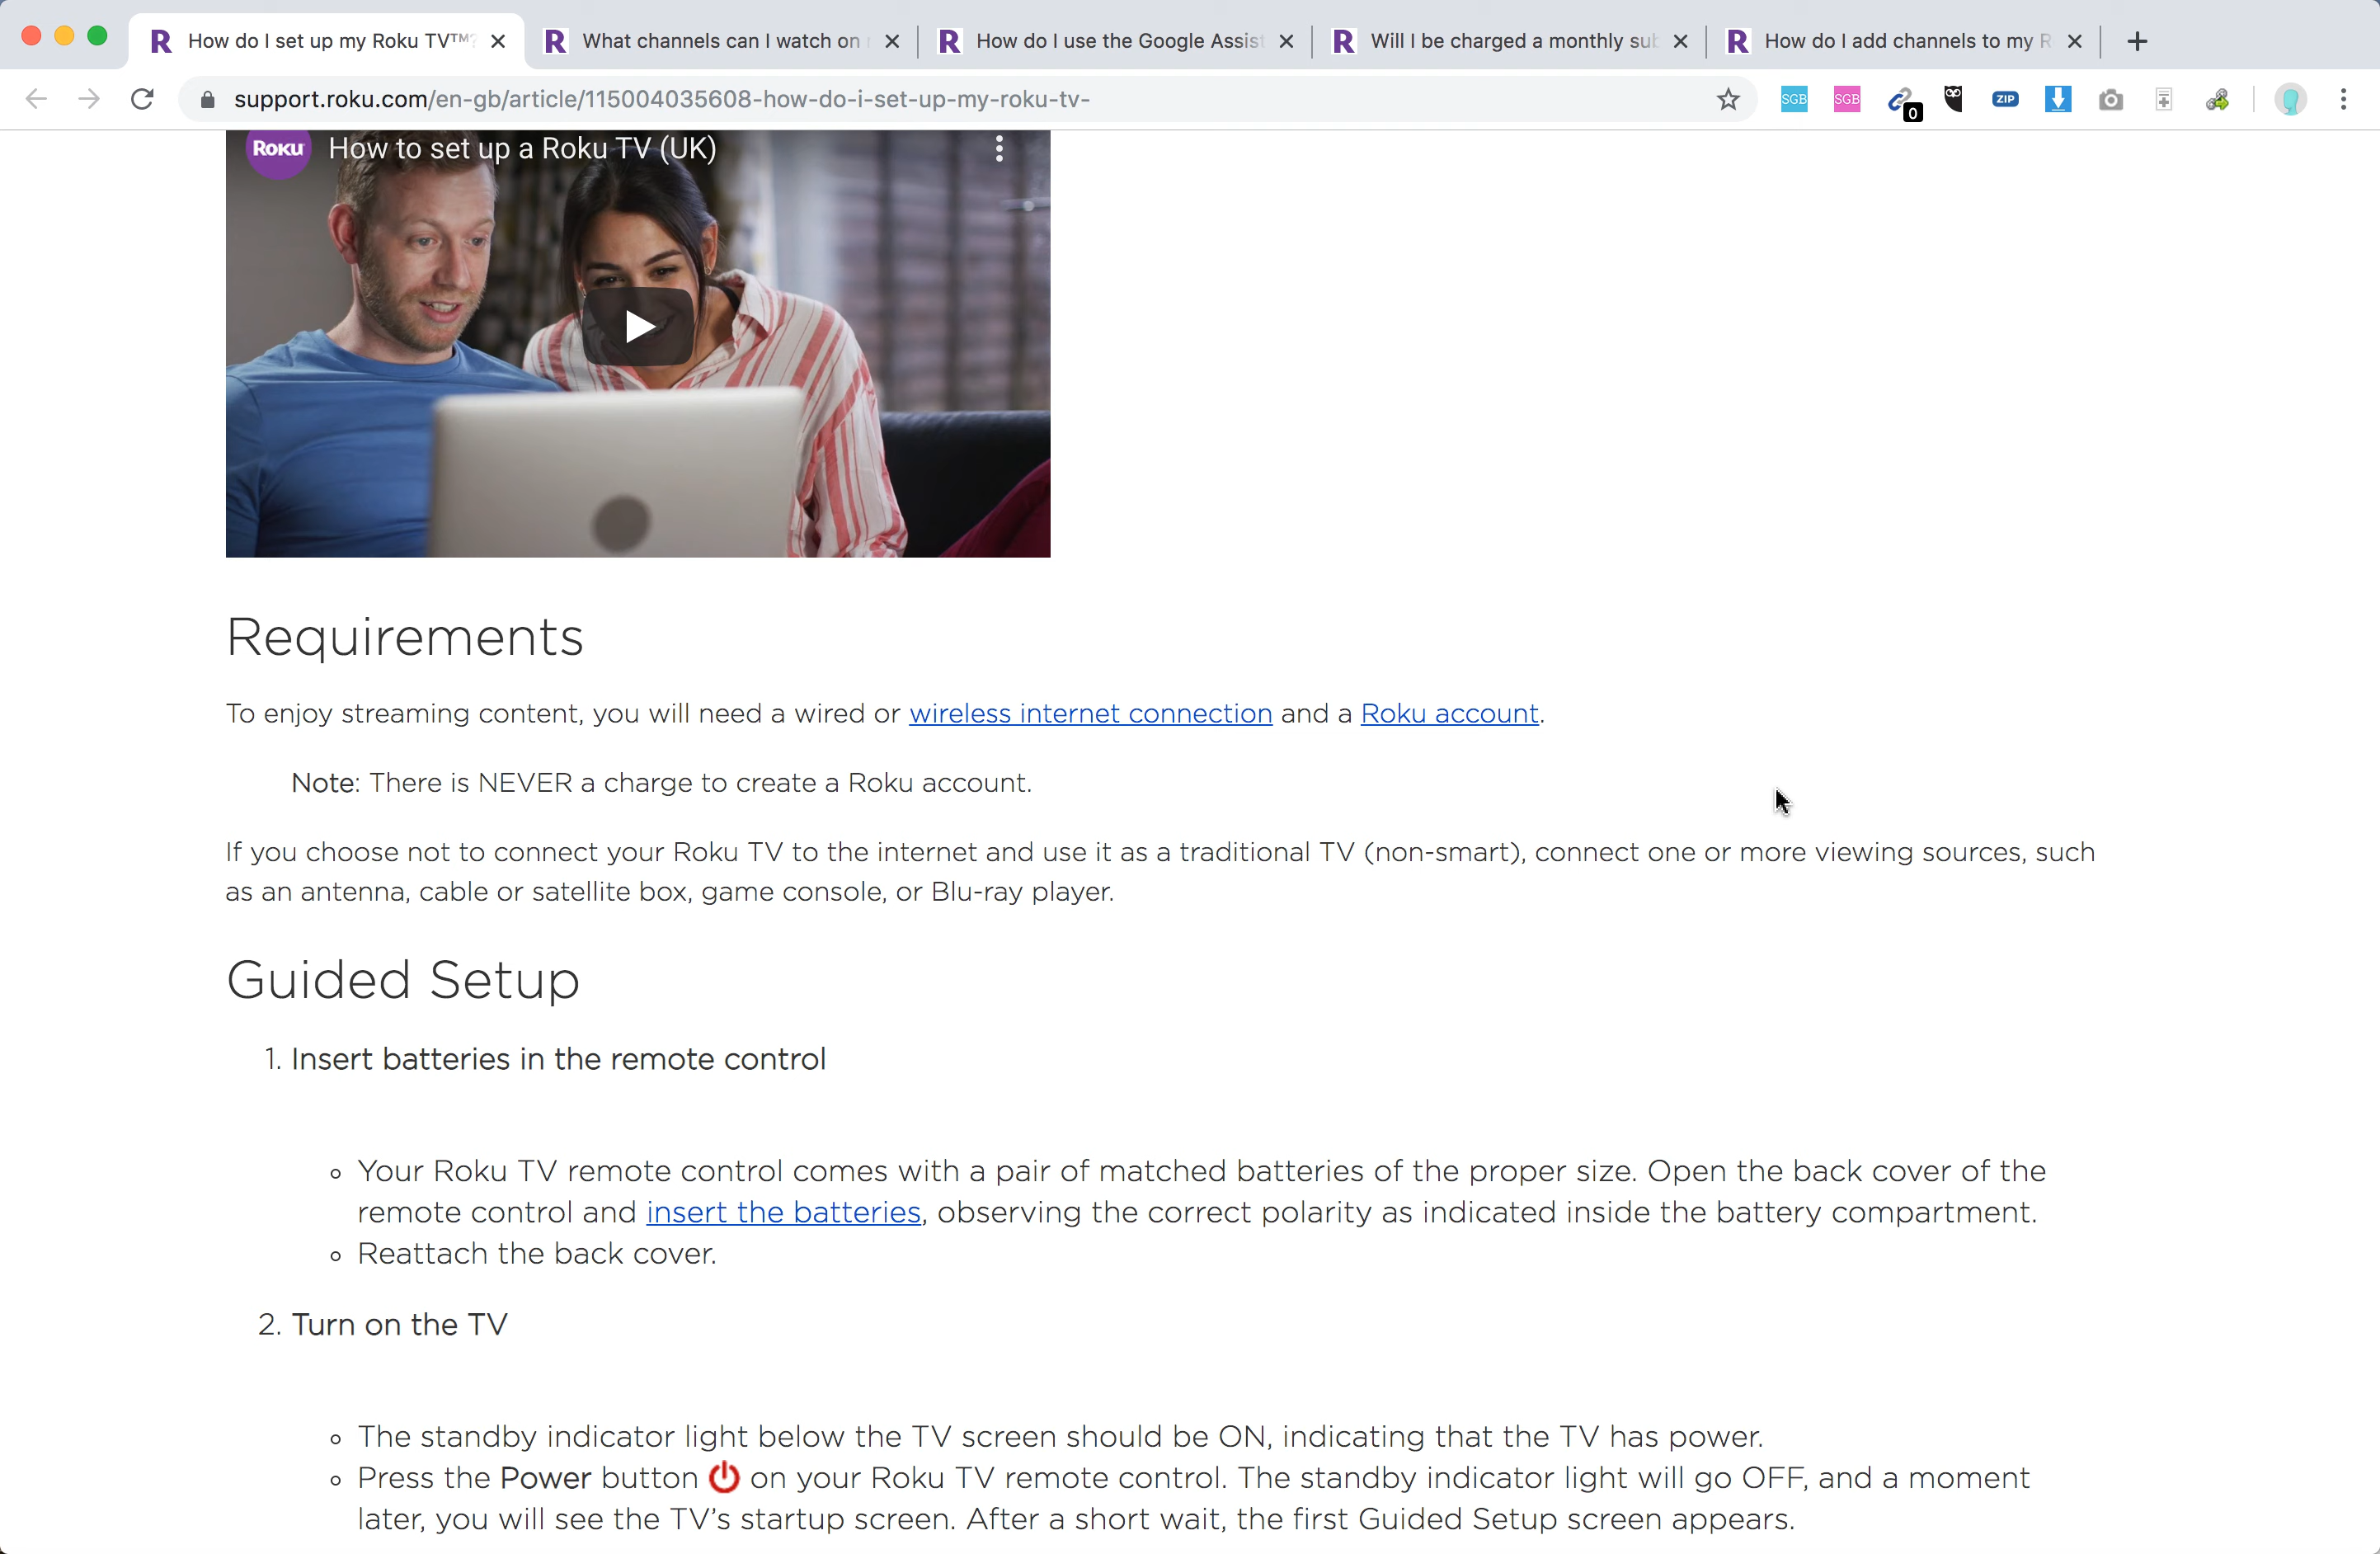 How do I set up my Roku TV™?
What channels can I watch on
How do I use the Google Assist
Will I be charged a monthly sub
How do I add channels to my R
support.roku.com/en-gb/article/115004035608-how-do-i-set-up-my-roku-tv-
SGB
SGB
0
ZIP
Roku
How to set up a Roku TV (UK)
Requirements
To enjoy streaming content, you will need a wired or wireless internet connection and a Roku account.
Note: There is NEVER a charge to create a Roku account.
If you choose not to connect your Roku TV to the internet and use it as a traditional TV (non-smart), connect one or more viewing sources, such
as an antenna, cable or satellite box, game console, or Blu-ray player.
Guided Setup
1. Insert batteries in the remote control
Your Roku TV remote control comes with a pair of matched batteries of the proper size. Open the back cover of the
remote control and insert the batteries, observing the correct polarity as indicated inside the battery compartment.
Reattach the back cover.
2. Turn on the TV
The standby indicator light below the TV screen should be ON, indicating that the TV has power.
Press the Power button on your Roku TV remote control. The standby indicator light will go OFF, and a moment
later, you will see the TV's startup screen. After a short wait, the first Guided Setup screen appears.